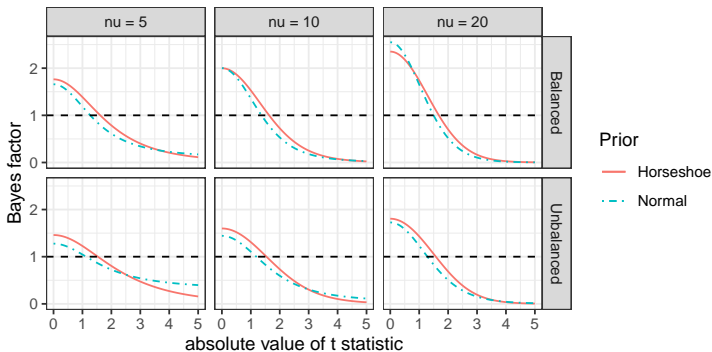 nu = 5 nu = 10 nu = 20
Bayes factor
2
1
0
Balanced
2
1
0
Unbalanced
0 1 2 3 4 5 0 1 2 3 4 5 0 1 2 3 4 5
absolute value of t statistic
Prior
Horseshoe
Normal